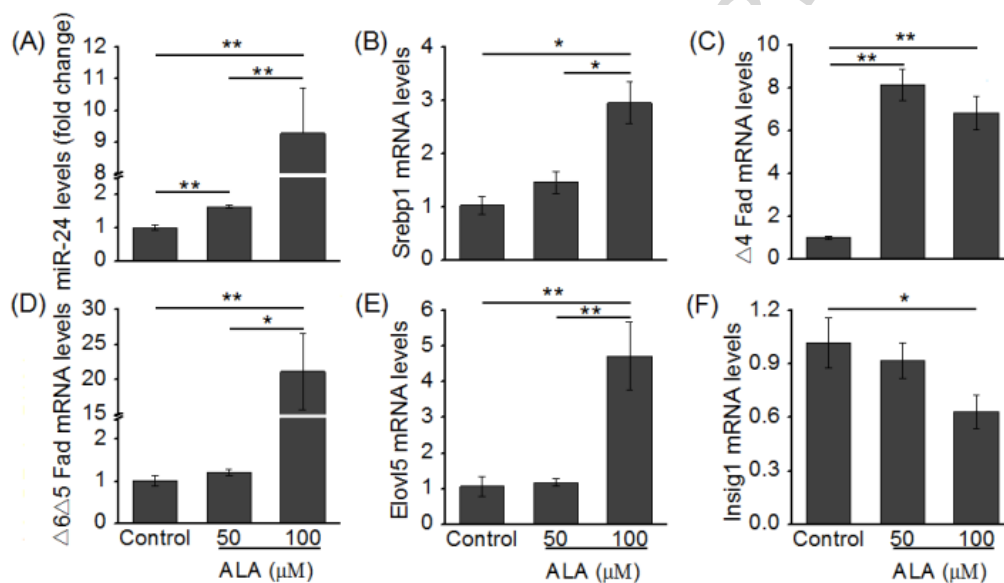 (A)
miR-24 levels (fold change)
12
11
10
9
8
2
1
0
**
**
**
(B)
Srebp1 mRNA levels
4
3
2
1
0
*
*
(C)
△4 Fad mRNA levels
10
8
6
4
2
0
**
**
(D)
△6△5 Fad mRNA levels
30
25
20
15
2
1
0
**
*
Control 50 100
ALA (μM)
(E)
Elovl5 mRNA levels
6
5
4
3
2
1
0
**
**
Control 50 100
ALA (μM)
(F)
Insig1 mRNA levels
1.2
0.9
0.6
0.3
0.0
*
Control 50 100
ALA (μM)